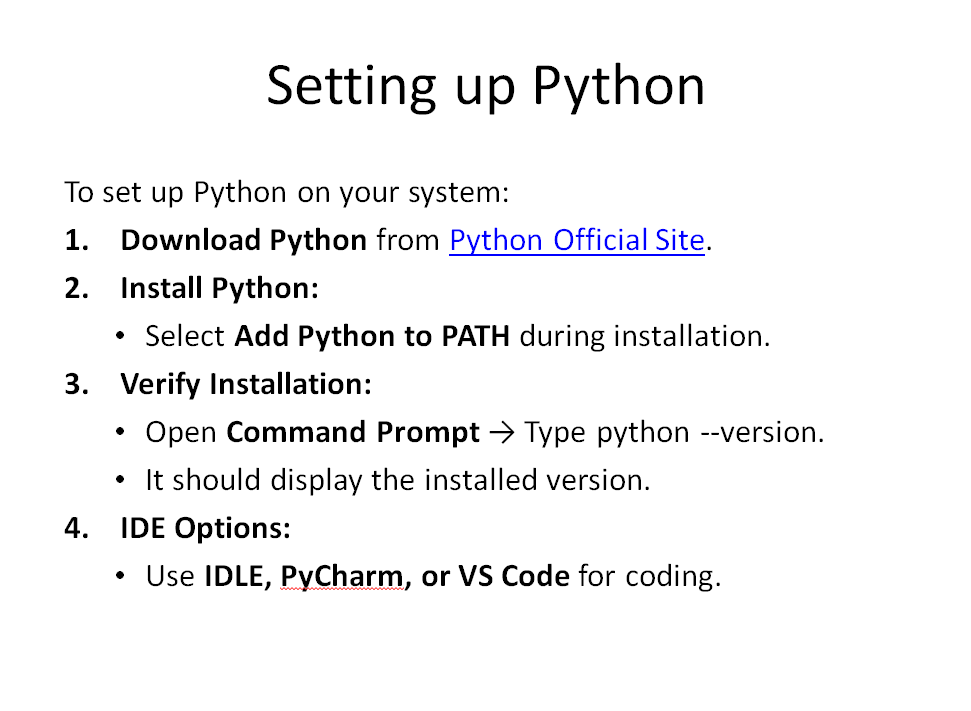 Setting up Python
To set up Python on your system:
1. Download Python from Python Official Site.
2. Install Python:
• Select Add Python to PATH during installation.
3. Verify Installation:
• Open Command Prompt → Type python --version.
• It should display the installed version.
4. IDE Options:
• Use IDLE, PyCharm, or VS Code for coding.